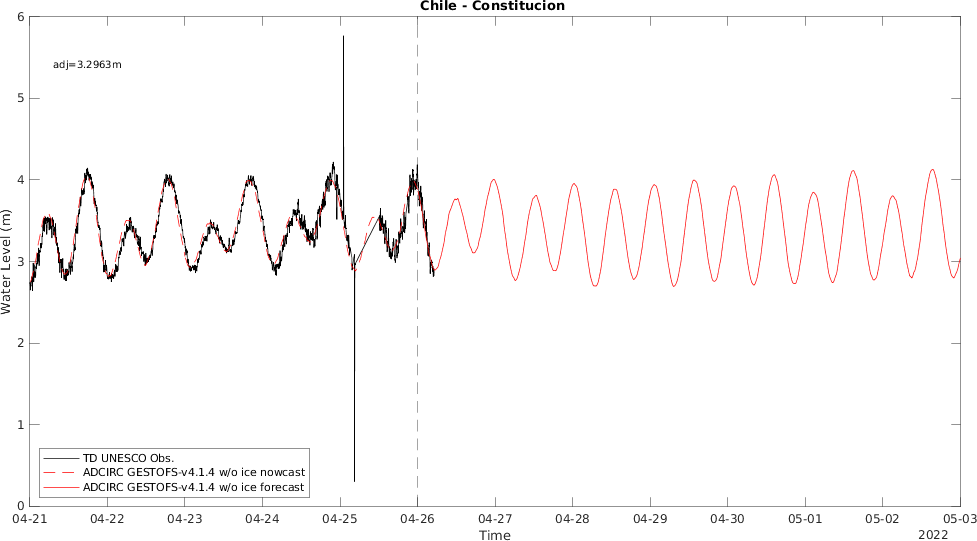 Chile - Constitucion
6
adj=3.2963m
5
4
3
2
1
0
Water Level (m)
TD UNESCO Obs.
ADCIRC GESTOFS-v4.1.4 w/o ice nowcast
ADCIRC GESTOFS-v4.1.4 w/o ice forecast
04-21 04-22 04-23 04-24 04-25 04-26 04-27 04-28 04-29 04-30 05-01 05-02 05-03
Time
2022